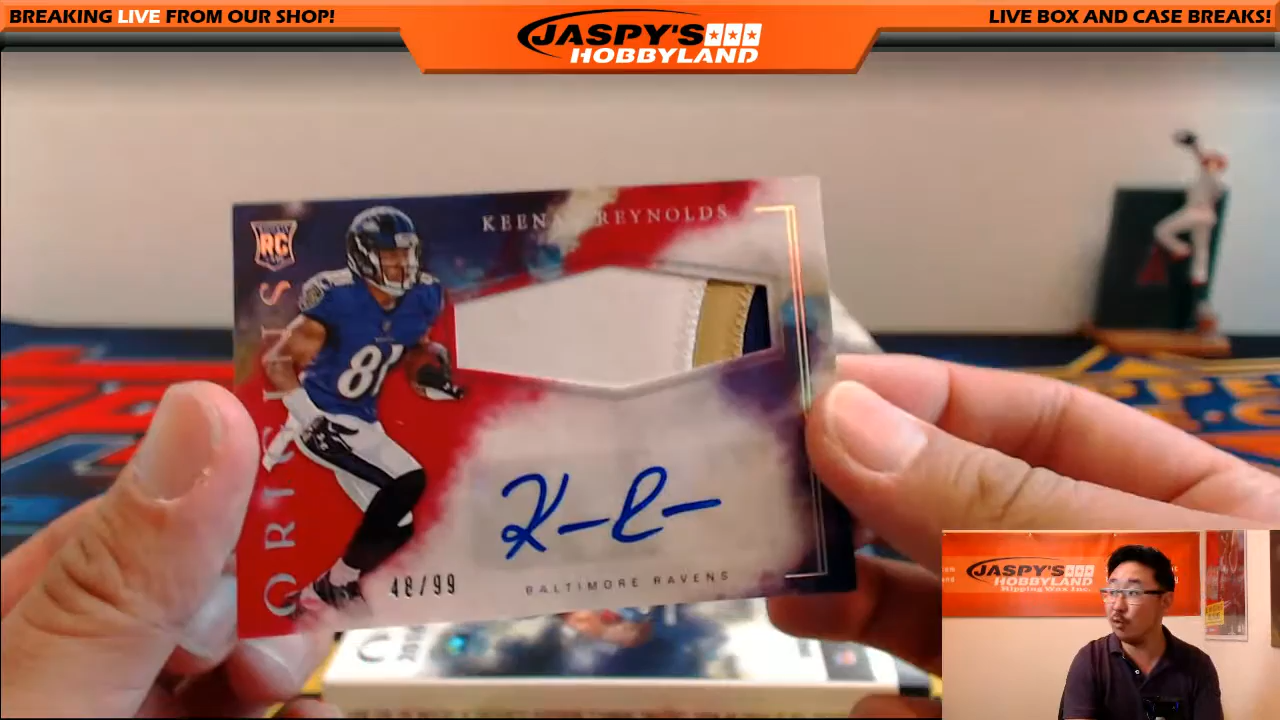 BREAKING LIVE FROM OUR SHOP!
JASPY'S
HOBBYLAND
LIVE BOX AND CASE BREAKS!
RC
KEENAN REYNOLDS
ORIGINS
81
48/99
BALTIMORE RAVENS
JASPY'S
HOBBYLAND
Ripping Wax Inc.